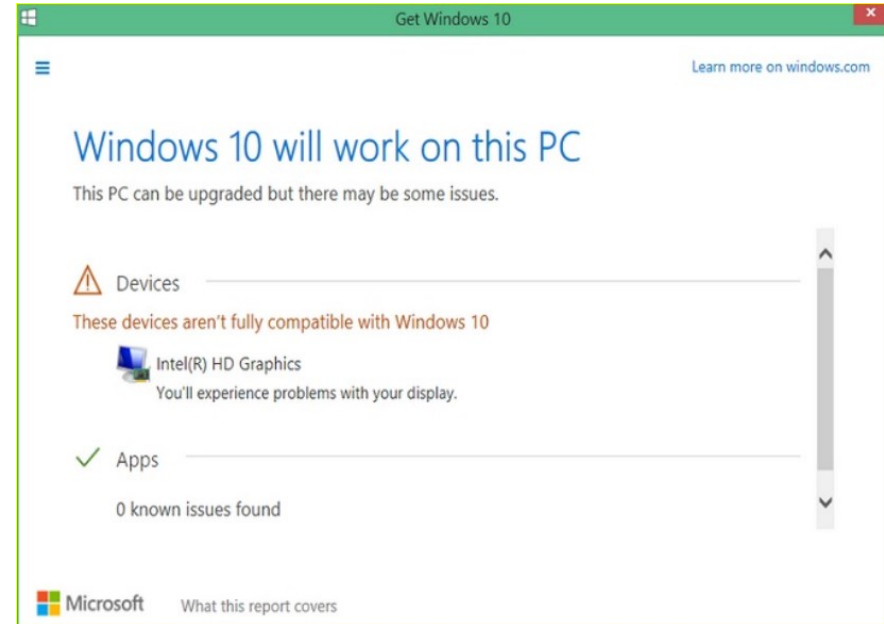 Get Windows 10
Learn more on windows.com
Windows 10 will work on this PC
This PC can be upgraded but there may be some issues.
Devices
These devices aren't fully compatible with Windows 10
Intel(R) HD Graphics
You'll experience problems with your display.
Apps
0 known issues found
Microsoft What this report covers